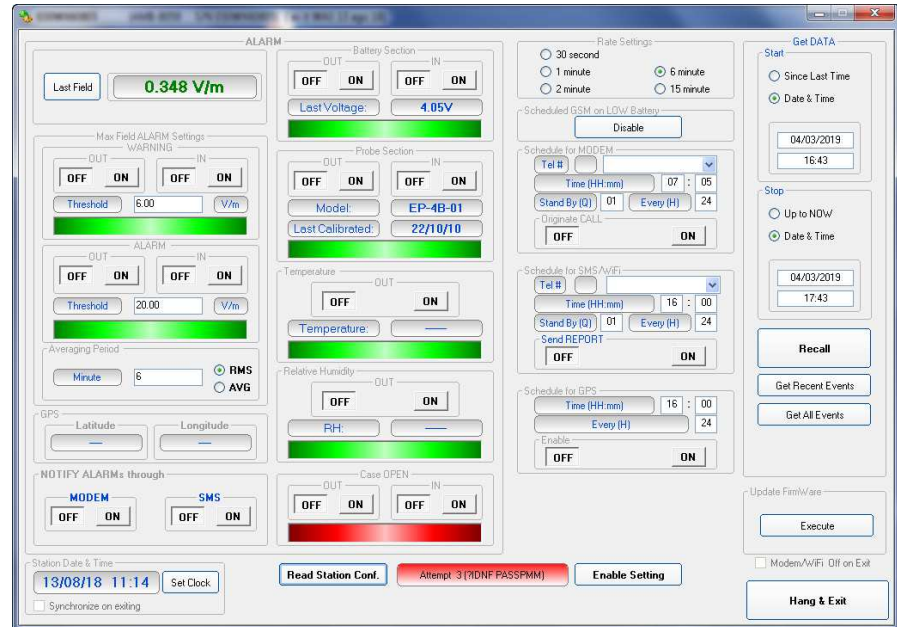 ALARM
Last Field
0.348 V/m
Max Field ALARM Settings
WARNING
OUT IN
OFF ON OFF ON
Threshold 6.00 V/m
ALARM
OUT IN
OFF ON OFF ON
Threshold 20.00 V/m
Averaging Period
Minute 6 RMS
AVG
GPS
Latitude Longitude
— —
NOTIFY ALARMs through
MODEM SMS
OFF ON OFF ON
Station Date & Time
13/08/18 11:14 Set Clock
Synchronize on exiting
Battery Section
OUT IN
OFF ON OFF ON
Last Voltage: 4.05V
Probe Section
OUT IN
OFF ON OFF ON
Model: EP-4B-01
Last Calibrated: 22/10/10
Temperature
OUT
OFF ON
Temperature: —
Relative Humidity
OUT
OFF ON
RH: —
Case OPEN
OUT IN
OFF ON OFF ON
Read Station Conf.
Attempt 3 (?IDNF PASSPMM)
Enable Setting
Rate Settings
30 second
1 minute 6 minute
2 minute 15 minute
Scheduled GSM on LOW Battery
Disable
Schedule for MODEM
Tel #
Time (HH:mm) 07 : 05
Stand By (Q) 01 Every (H) 24
Originate CALL
OFF ON
Schedule for SMS/WiFi
Tel #
Time (HH:mm) 16 : 00
Stand By (Q) 01 Every (H) 24
Send REPORT
OFF ON
Schedule for GPS
Time (HH:mm) 16 : 00
Every (H) 24
Enable
OFF ON
Get DATA
Start
Since Last Time
Date & Time
04/03/2019
16:43
Stop
Up to NOW
Date & Time
04/03/2019
17:43
Recall
Get Recent Events
Get All Events
Update FirmWare
Execute
Modem/WiFi Off on Exit
Hang & Exit